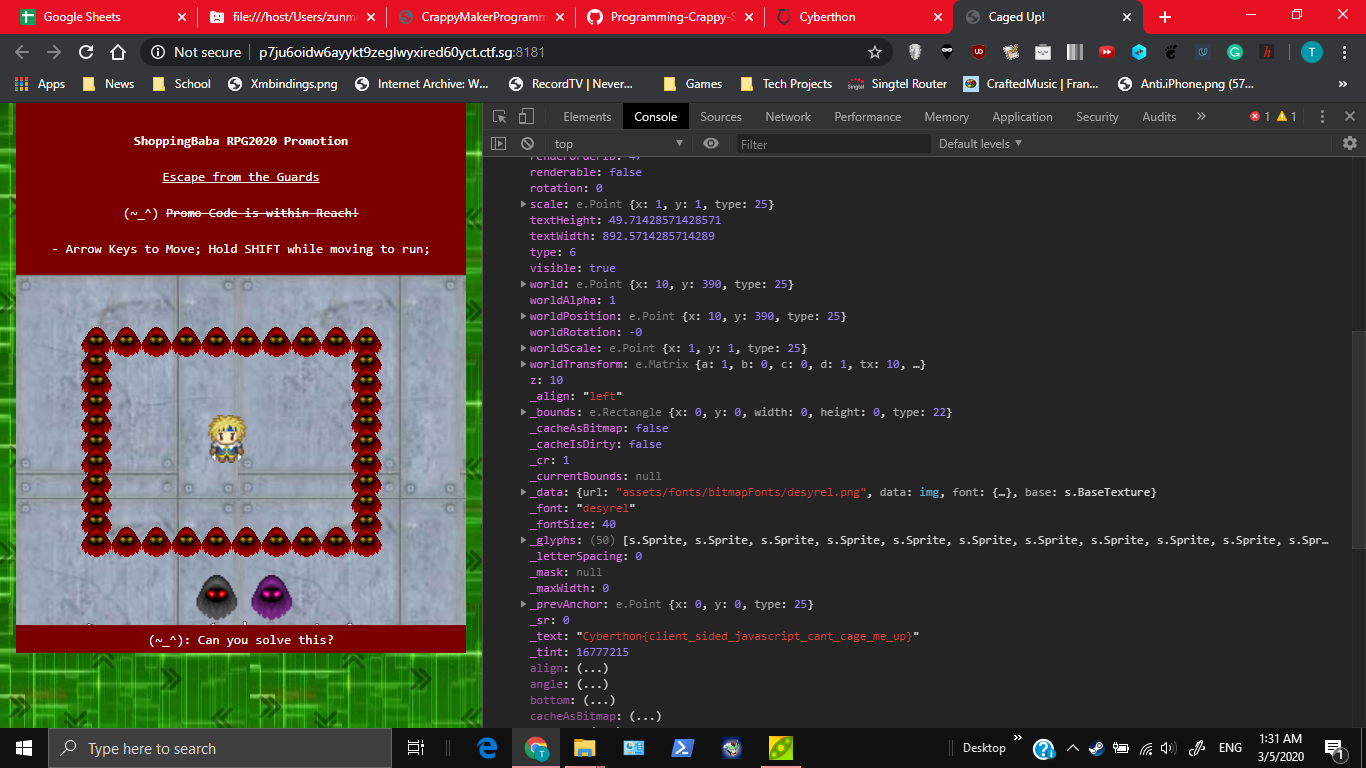 Google Sheets
file:///host/Users/zunm
CrappyMakerProgramm
Programming-Crappy-S
Cyberthon
Caged Up!
Not secure
p7ju6oidw6ayykt9zeglwyxired60yct.ctf.sg:8181
Apps
News
School
Xmbindings.png
Internet Archive: W...
RecordTV | Never...
Games
Tech Projects
Singtel Router
CraftedMusic | Fran...
Anti.iPhone.png (57...
ShoppingBaba RPG2020 Promotion
Escape from the Guards
(~_^) Promo Code is within Reach!
- Arrow Keys to Move; Hold SHIFT while moving to run;
(~_^): Can you solve this?
Elements
Console
Sources
Network
Performance
Memory
Application
Security
Audits
1
1
top
Filter
Default levels
renderOrderID: 47
renderable: false
rotation: 0
scale: e.Point {x: 1, y: 1, type: 25}
textHeight: 49.71428571428571
textWidth: 892.5714285714289
type: 6
visible: true
world: e.Point {x: 10, y: 390, type: 25}
worldAlpha: 1
worldPosition: e.Point {x: 10, y: 390, type: 25}
worldRotation: -0
worldScale: e.Point {x: 1, y: 1, type: 25}
worldTransform: e.Matrix {a: 1, b: 0, c: 0, d: 1, tx: 10, …}
z: 10
_align: "left"
_bounds: e.Rectangle {x: 0, y: 0, width: 0, height: 0, type: 22}
_cacheAsBitmap: false
_cacheIsDirty: false
_cr: 1
_currentBounds: null
_data: {url: "assets/fonts/bitmapFonts/desyrel.png", data: img, font: {…}, base: s.BaseTexture}
_font: "desyrel"
_fontSize: 40
_glyphs: (50) [s.Sprite, s.Sprite, s.Sprite, s.Sprite, s.Sprite, s.Sprite, s.Sprite, s.Sprite, s.Sprite, s.Sprite, s.Spr…
_letterSpacing: 0
_mask: null
_maxWidth: 0
_prevAnchor: e.Point {x: 0, y: 0, type: 25}
_sr: 0
_text: "Cyberthon{client_sided_javascript_cant_cage_me_up}"
_tint: 16777215
align: (...)
angle: (...)
bottom: (...)
cacheAsBitmap: (...)
Type here to search
Desktop
ENG
1:31 AM
3/5/2020
1